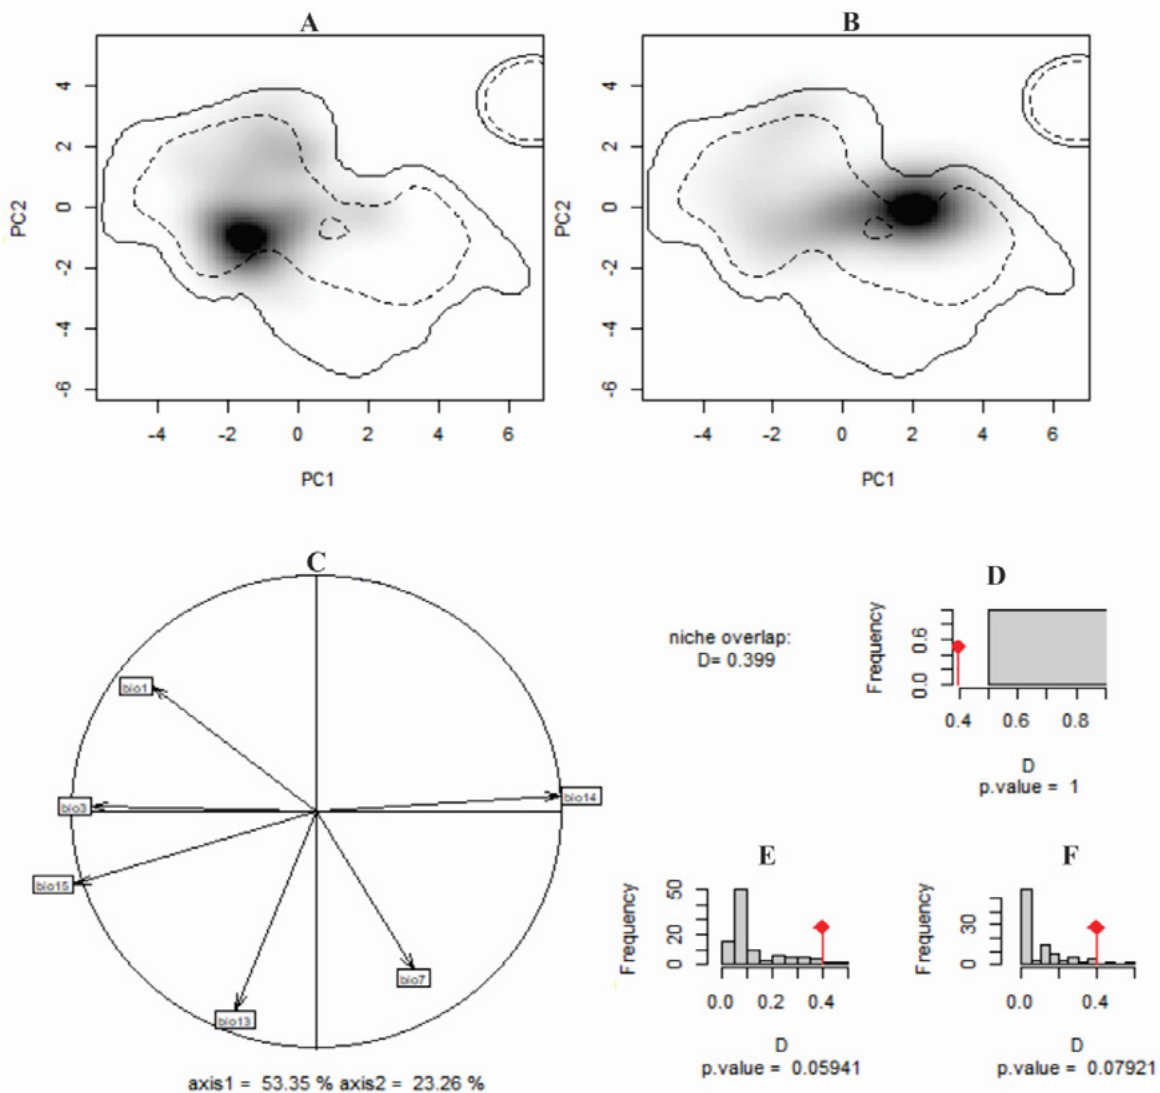 A
B
4
2
0
-2
-4
-6
PC2
-4
-2
0
2
4
6
PC1
4
2
0
-2
-4
-6
PC2
-4
-2
0
2
4
6
PC1
C
bio1
bio3
bio15
bio13
bio7
bio14
axis1 = 53.35 % axis2 = 23.26 %
niche overlap:
D= 0.399
D
Frequency
0.0
0.6
0.4
0.6
0.8
D
p.value = 1
E
Frequency
0
20
50
0.0
0.2
0.4
D
p.value = 0.05941
F
Frequency
0
30
0.0
0.4
D
p.value = 0.07921